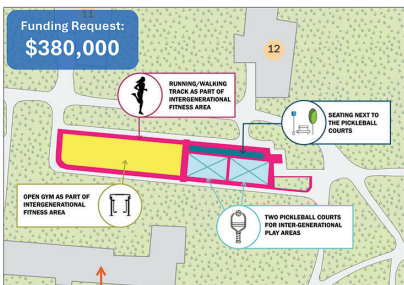 Funding Request:
$380,000
11
12
RUNNING/WALKING
TRACK AS PART OF
INTERGENERATIONAL
FITNESS AREA
SEATING NEXT TO
THE PICKLEBALL
COURTS
OPEN GYM AS PART OF
INTERGENERATIONAL
FITNESS AREA
TWO PICKLEBALL COURTS
FOR INTER-GENERATIONAL
PLAY AREAS